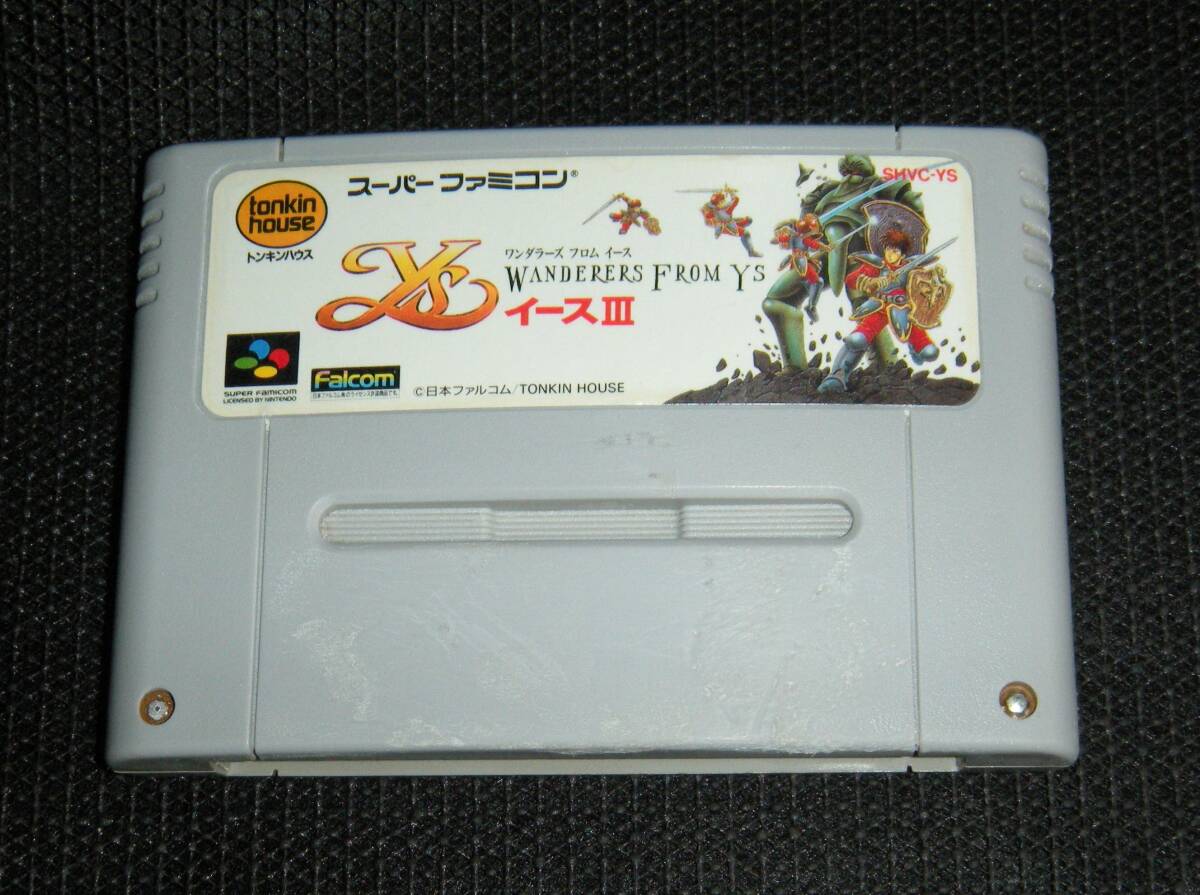 スーパーファミコン®
SHVC-YS
tonkin
house
トンキンハウス
Ys
ワンダラーズ フロム イース
WANDERERS FROM YS
イースIII
SUPER FAMICOM
LICENSED BY NINTENDO
Falcom
©日本ファルコム/TONKIN HOUSE